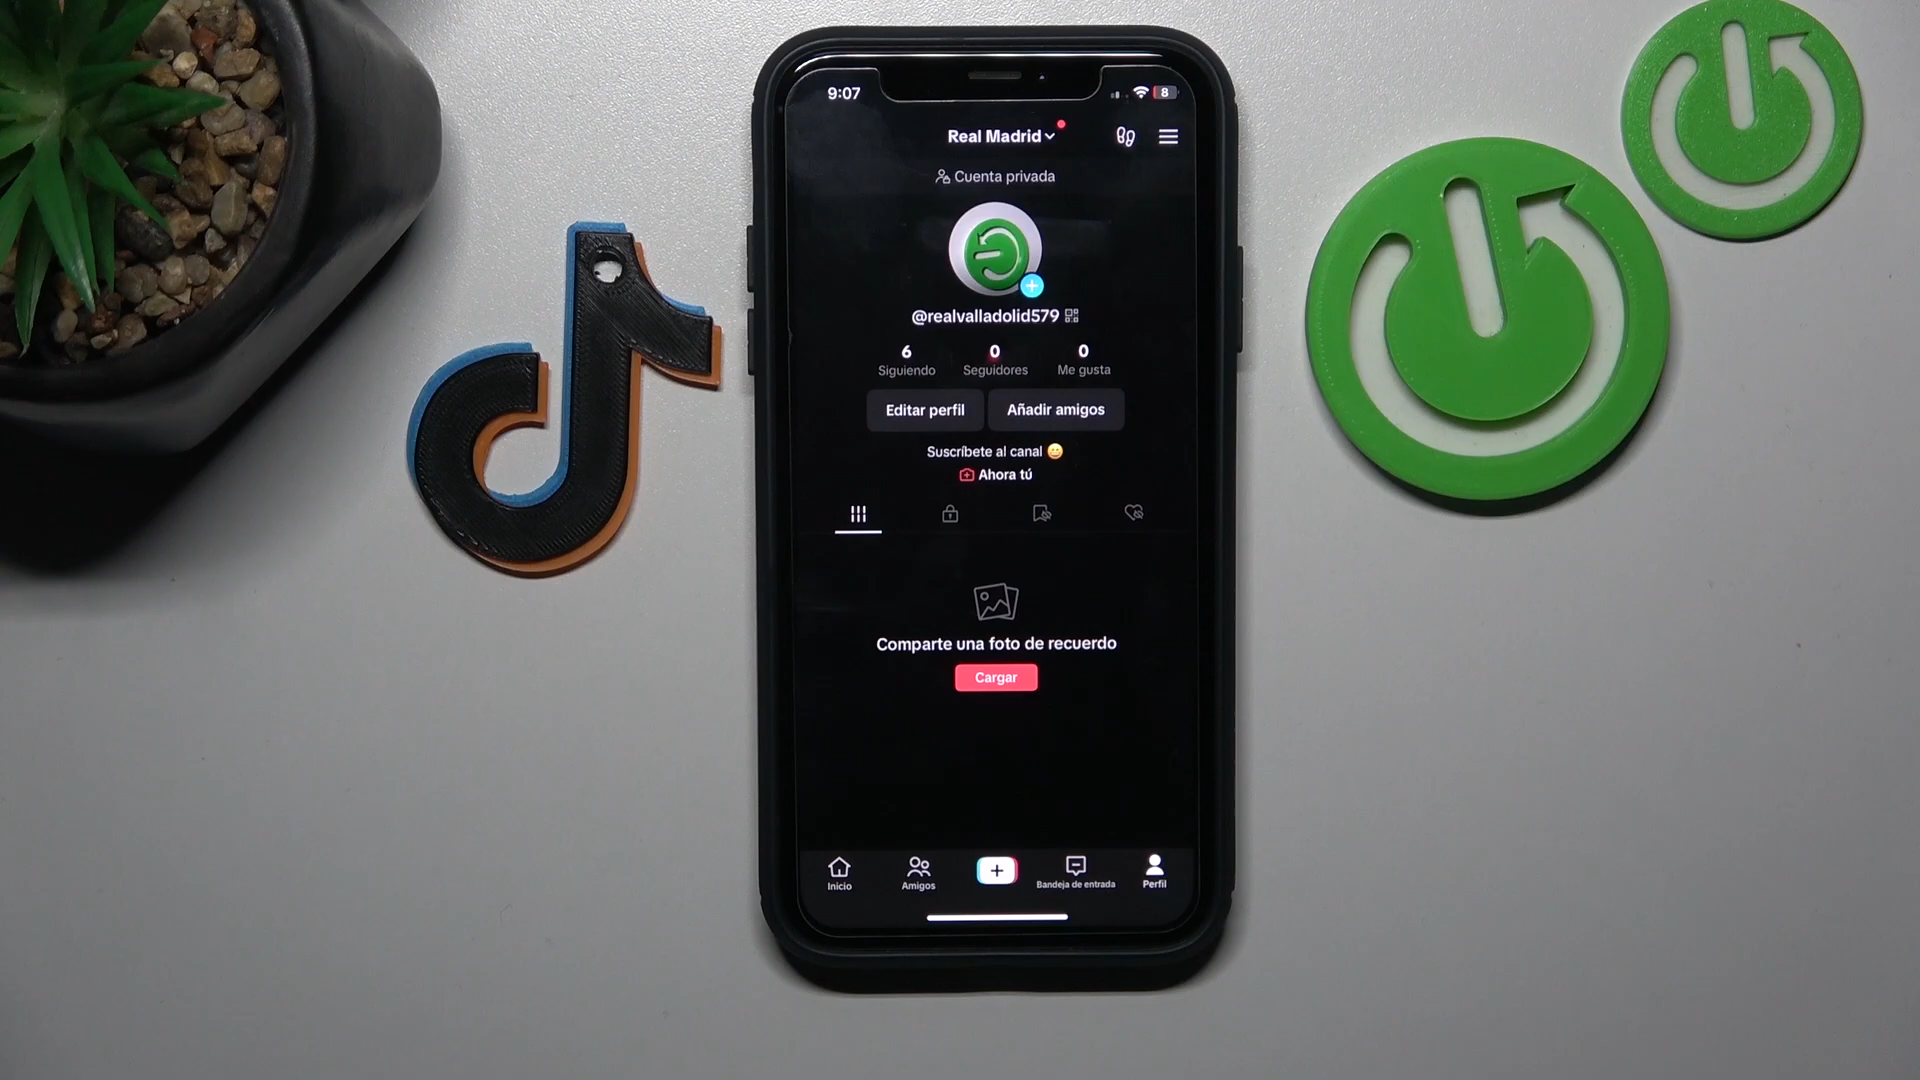 9:07
8
Real Madrid
Cuenta privada
@realvalladolid579
6 0 0
Siguiendo Seguidores Me gusta
Editar perfil Añadir amigos
Suscríbete al canal 😄
Ahora tú
Comparte una foto de recuerdo
Cargar
Inicio Amigos Bandeja de entrada Perfil